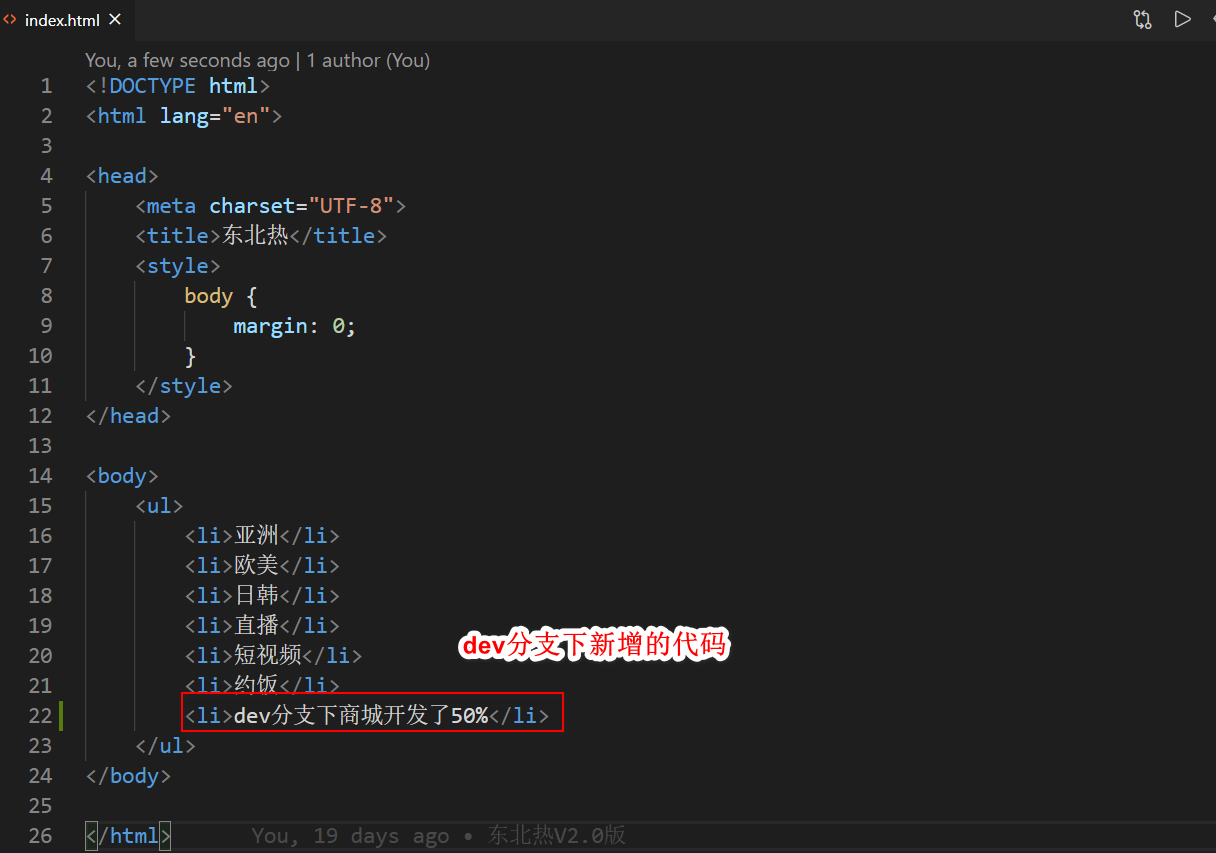 index.html
You, a few seconds ago | 1 author (You)
1 <!DOCTYPE html>
2 <html lang="en">
3
4 <head>
5 <meta charset="UTF-8">
6 <title>东北热</title>
7 <style>
8 body {
9 margin: 0;
10 }
11 </style>
12 </head>
13
14 <body>
15 <ul>
16 <li>亚洲</li>
17 <li>欧美</li>
18 <li>日韩</li>
19 <li>直播</li>
dev分支下新增的代码
20 <li>短视频</li>
21 <li>约饭</li>
22 <li>dev分支下商城开发了50%</li>
23 </ul>
24 </body>
25
26 </html> You, 19 days ago • 东北热V2.0版